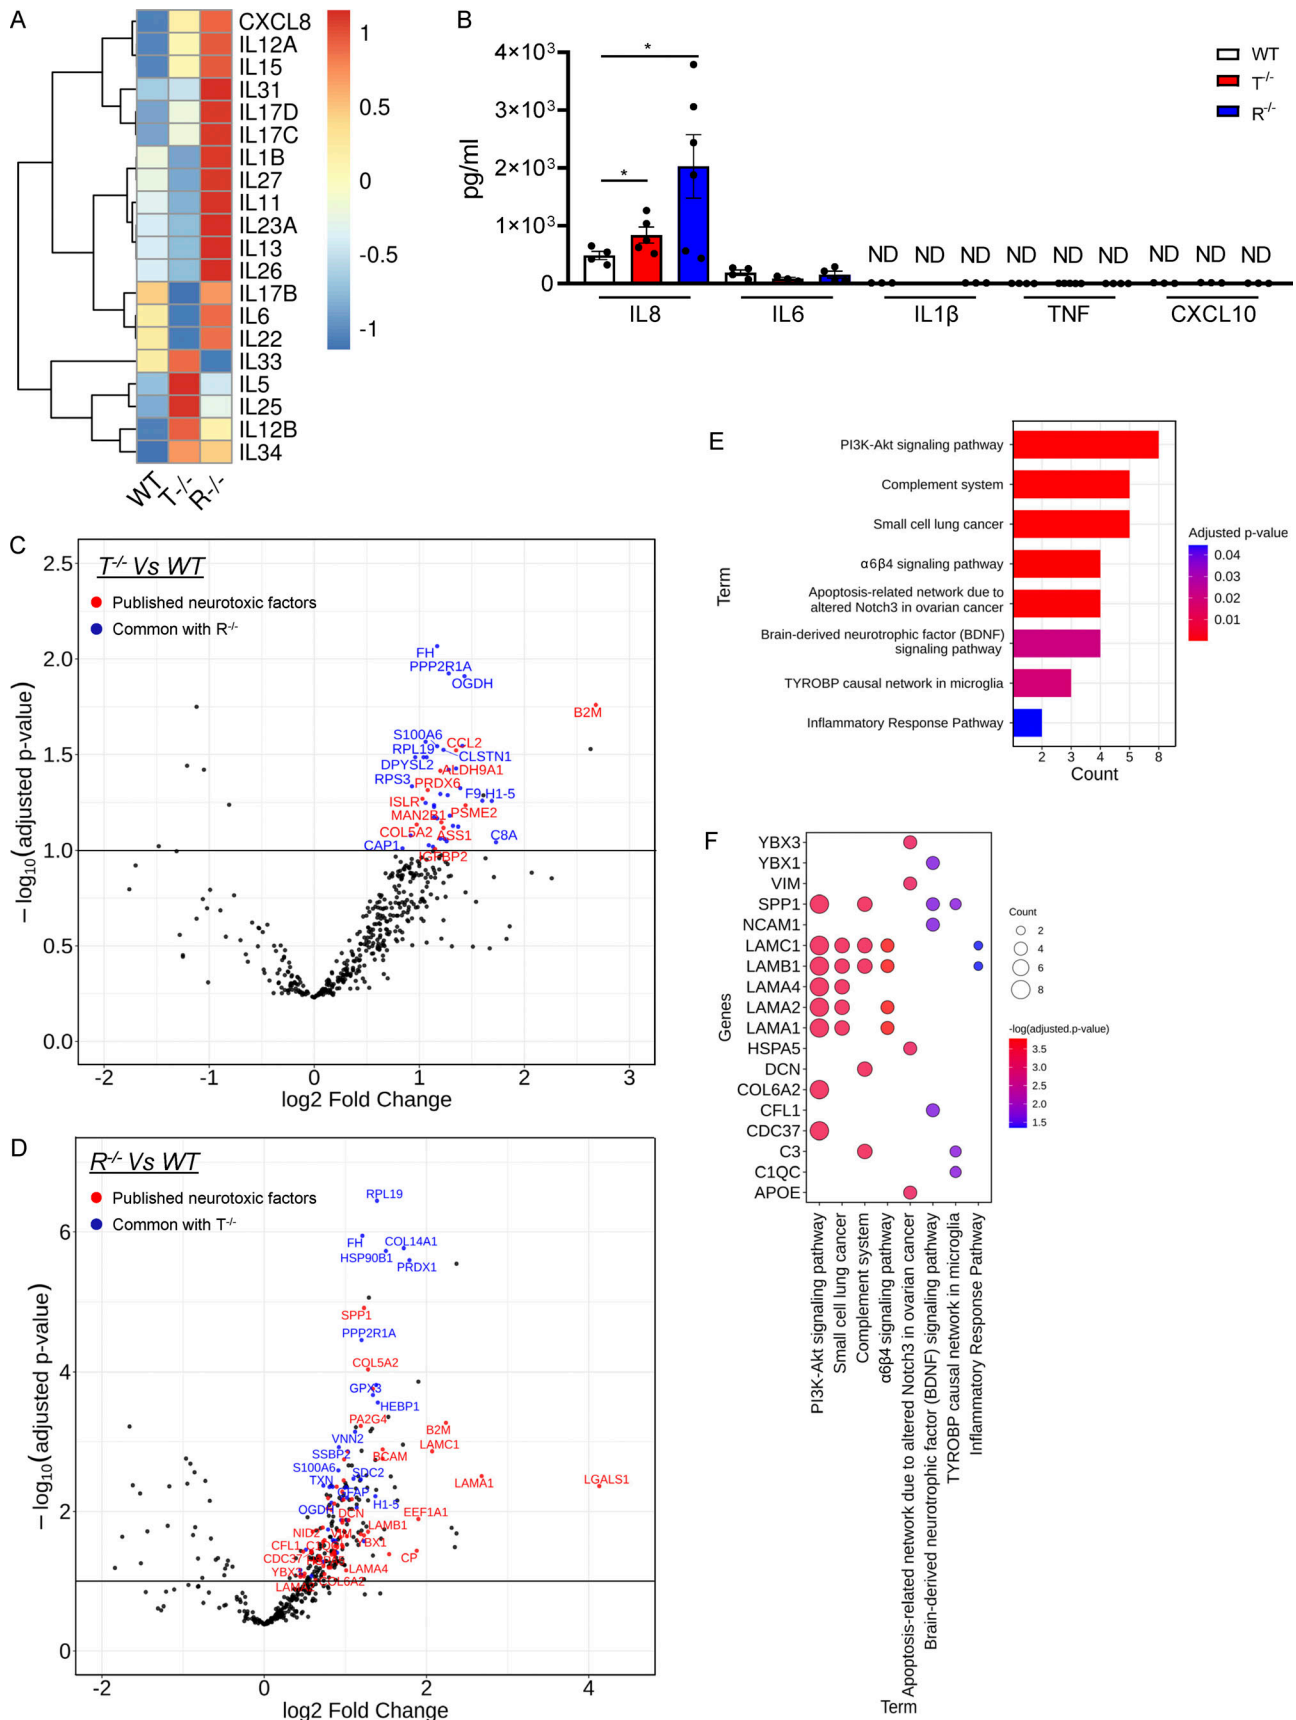 A
CXCL8
IL12A
IL15
IL31
IL17D
IL17C
IL1B
IL27
IL11
IL23A
IL13
IL26
IL17B
IL6
IL22
IL33
IL5
IL25
IL12B
IL34
WT
T-/-
R-/-
1
0.5
0
-0.5
-1
B
4×10³
3×10³
2×10³
1×10³
0
pg/ml
*
*
WT
T-/-
R-/-
ND ND ND ND ND ND ND ND ND
IL8
IL6
IL1β
TNF
CXCL10
C
T-/- Vs WT
Published neurotoxic factors
Common with R-/-
2.5
2.0
1.5
1.0
0.5
0.0
− log10(adjusted p-value)
FH
PPP2R1A
OGDH
B2M
S100A6
CCL2
RPL19
CLSTN1
DPYSL2
ALDH9A1
RPS3
PRDX6
F9
H1-5
ISLR
MAN2B1
PSME2
COL5A2
ASS1
C8A
CAP1
IGFBP2
-2
-1
0
1
2
3
log2 Fold Change
D
R-/- Vs WT
Published neurotoxic factors
Common with T-/-
6
4
2
0
− log10(adjusted p-value)
RPL19
FH
COL14A1
HSP90B1
PRDX1
SPP1
PPP2R1A
COL5A2
GPX3
HEBP1
PA2G4
B2M
VNN2
LAMC1
SSBP2
BCAM
S100A6
SDC2
TXN
LAMA1
LGALS1
GFAP
H1-5
OGDH
DCN
EEF1A1
NID2
VIM
LAMB1
CFL1
YBX1
CDC37
CP
YBX3
LAMA4
COL6A2
-2
0
2
4
log2 Fold Change
E
Term
PI3K-Akt signaling pathway
Complement system
Small cell lung cancer
α6β4 signaling pathway
Apoptosis-related network due to
altered Notch3 in ovarian cancer
Brain-derived neurotrophic factor (BDNF)
signaling pathway
TYROBP causal network in microglia
Inflammatory Response Pathway
2
3
4
5
8
Count
Adjusted p-value
0.04
0.03
0.02
0.01
F
Genes
YBX3
YBX1
VIM
SPP1
NCAM1
LAMC1
LAMB1
LAMA4
LAMA2
LAMA1
HSPA5
DCN
COL6A2
CFL1
CDC37
C3
C1QC
APOE
PI3K-Akt signaling pathway
Small cell lung cancer
Complement system
α6β4 signaling pathway
Apoptosis-related network due to altered Notch3 in ovarian cancer
Brain-derived neurotrophic factor (BDNF) signaling pathway
TYROBP causal network in microglia
Inflammatory Response Pathway
Term
Count
2
4
6
8
-log(adjusted.p-value)
3.5
3.0
2.5
2.0
1.5